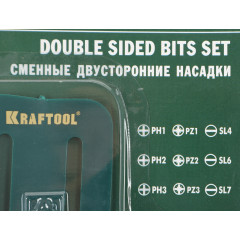 DOUBLE SIDED BITS SET
СМЕННЫЕ ДВУСТОРОННИЕ НАСАДКИ
KRAFTOOL
PH1 PZ1 SL4
PH2 PZ2 SL6
PH3 PZ3 SL7